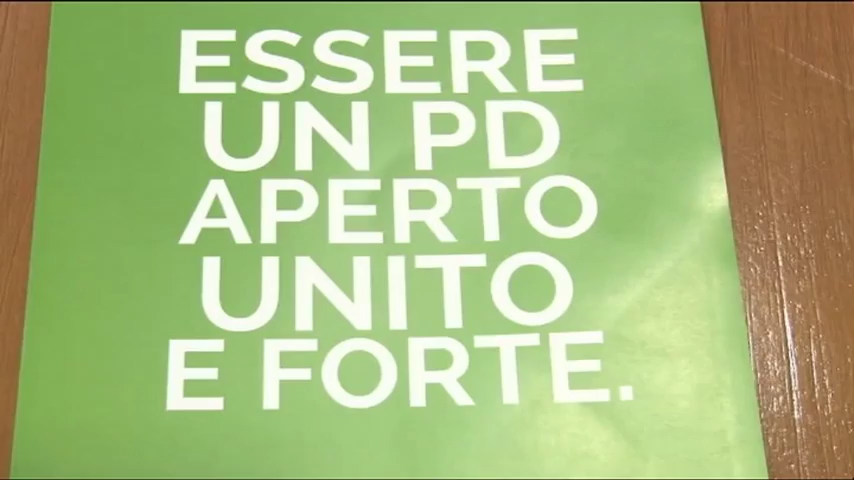 ESSERE
UN PD
APERTO
UNITO
E FORTE.